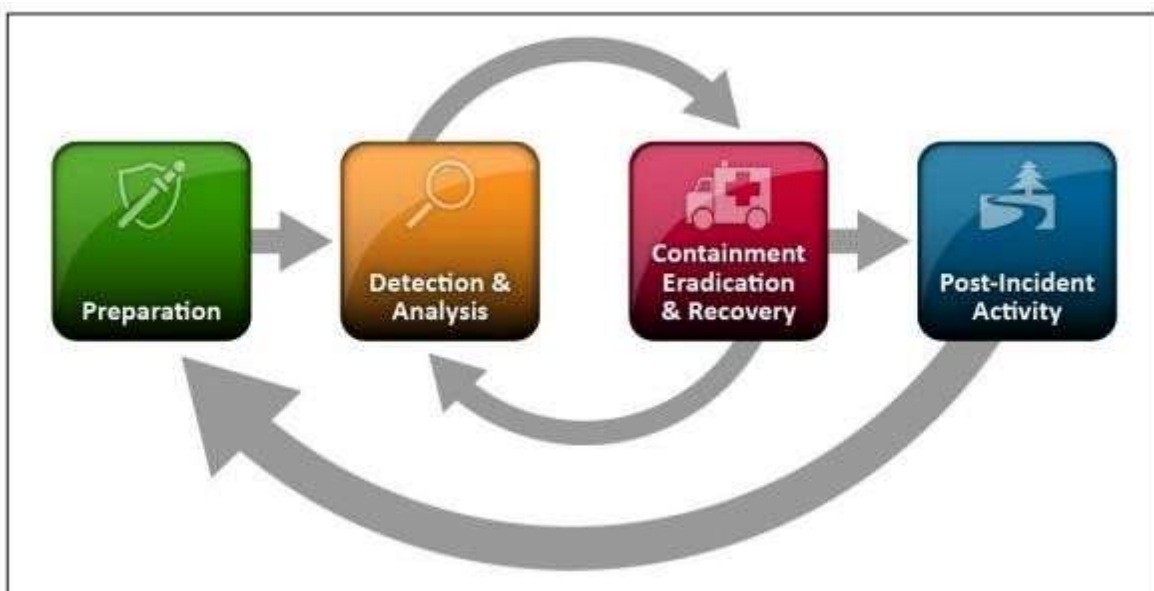 Preparation
Detection &
Analysis
Containment
Eradication
& Recovery
Post-Incident
Activity